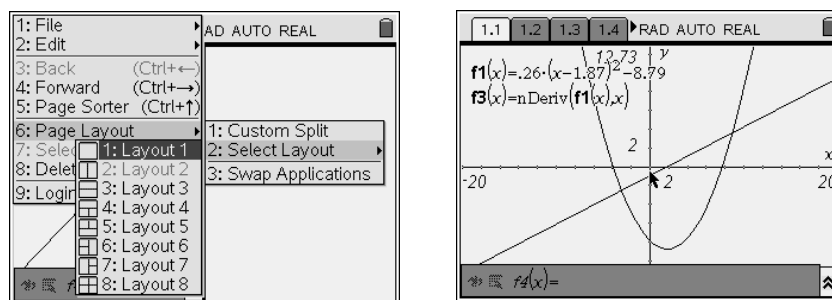 1: File
2: Edit
3: Back (Ctrl+←)
4: Forward (Ctrl+→)
5: Page Sorter (Ctrl+↑)
6: Page Layout
7: Selec
8: Delet
9: Login
1: Custom Split
2: Select Layout
3: Swap Applications
1: Layout 1
2: Layout 2
3: Layout 3
4: Layout 4
5: Layout 5
6: Layout 6
7: Layout 7
8: Layout 8
AD AUTO REAL
1.1 1.2 1.3 1.4 RAD AUTO REAL
12.73 y
f1(x)=.26·(x-1.87)²-8.79
f3(x)=nDeriv(f1(x),x)
2
x
-20 2 20
f4(x)=